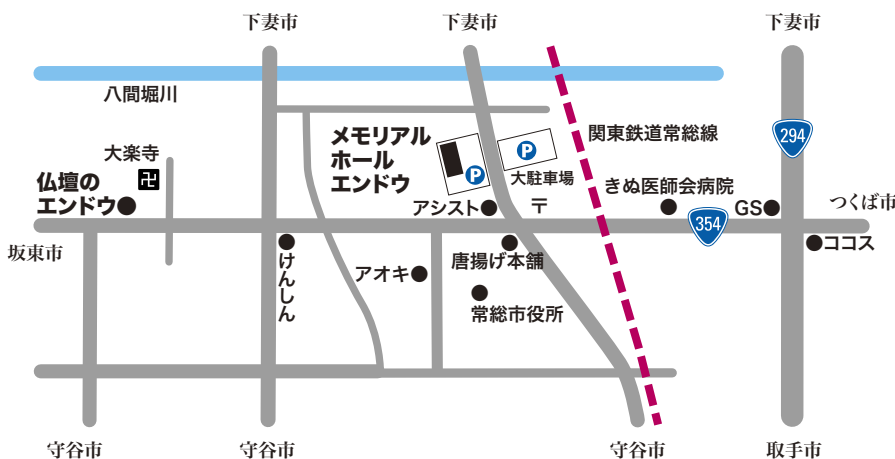 下妻市
下妻市
下妻市
八間堀川
関東鉄道常総線
294
メモリアル
ホール
エンドウ
P
P
大駐車場
大楽寺
卍
仏壇の
エンドウ
きぬ医師会病院
アシスト
〒
GS
つくば市
354
坂東市
ココス
けんしん
アオキ
唐揚げ本舗
常総市役所
守谷市
守谷市
守谷市
取手市